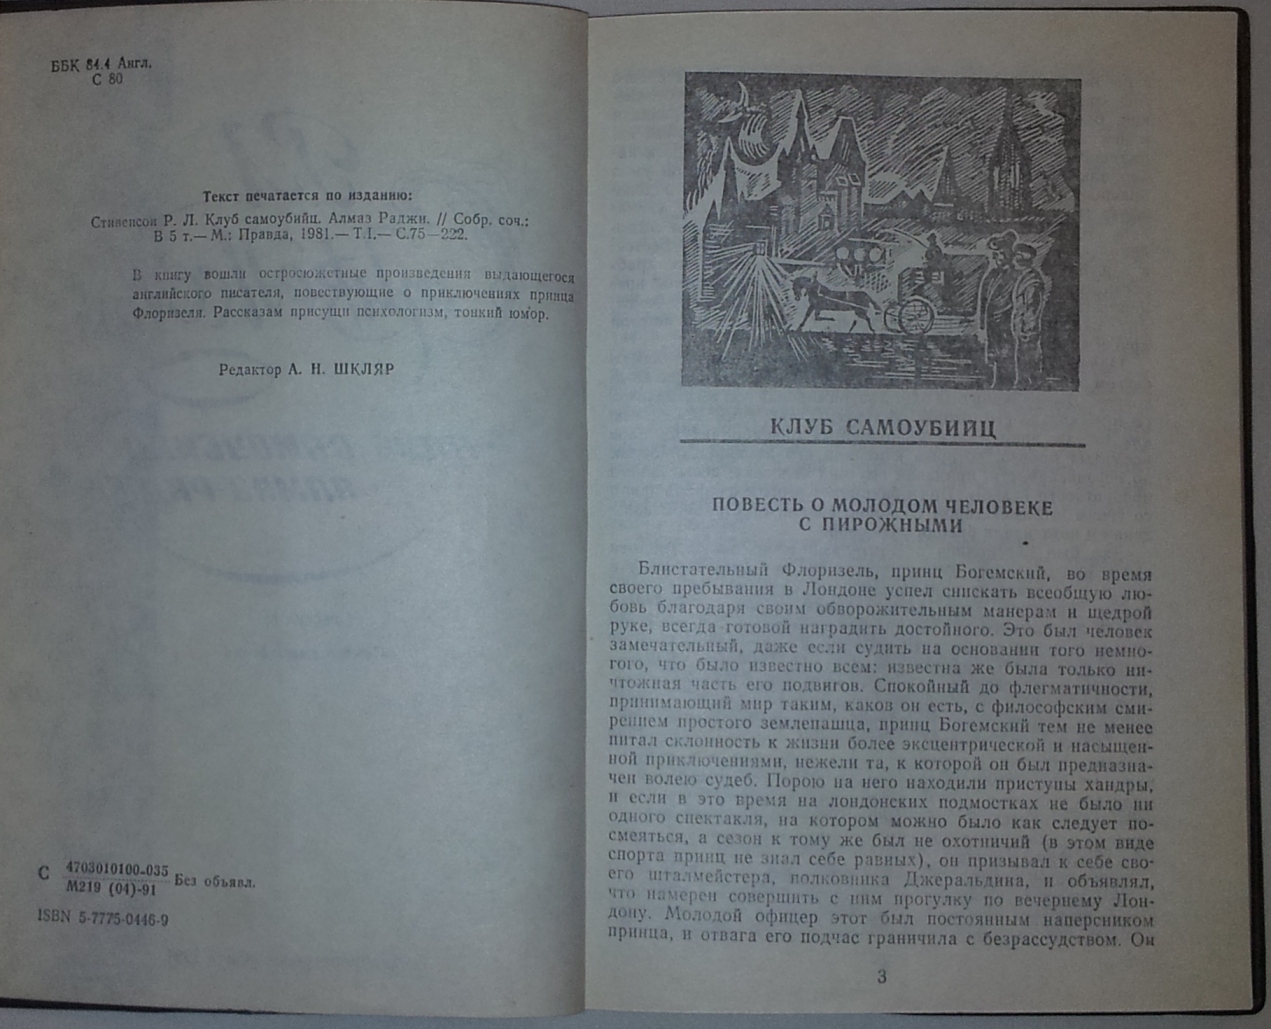 ББК 84.4 Англ.
С 80
Текст печатается по изданию:
Стивенсон Р. Л. Клуб самоубийц. Алмаз Раджи. // Собр. соч.:
В 5 т.— М.: Правда, 1981.— Т.I.— С.75—222.
В книгу вошли остросюжетные произведения выдающегося
английского писателя, повествующие о приключениях принца
Флоризеля. Рассказам присущи психологизм, тонкий юмор.
Редактор А. Н. ШКЛЯР
С 4703010100-035
М219 (04)-91 Без объявл.
ISBN 5-7775-0446-9
КЛУБ САМОУБИЙЦ
ПОВЕСТЬ О МОЛОДОМ ЧЕЛОВЕКЕ
С ПИРОЖНЫМИ
Блистательный Флоризель, принц Богемский, во время
своего пребывания в Лондоне успел снискать всеобщую лю-
бовь благодаря своим обворожительным манерам и щедрой
руке, всегда готовой наградить достойного. Это был человек
замечательный, даже если судить на основании того немно-
гого, что было известно всем: известна же была только ни-
чтожная часть его подвигов. Спокойный до флегматичности,
принимающий мир таким, каков он есть, с философским сми-
рением простого землепашца, принц Богемский тем не менее
питал склонность к жизни более эксцентрической и насыщен-
ной приключениями, нежели та, к которой он был предназна-
чен волею судеб. Порою на него находили приступы хандры,
и если в это время на лондонских подмостках не было ни
одного спектакля, на котором можно было как следует по-
смеяться, а сезон к тому же был не охотничий (в этом виде
спорта принц не знал себе равных), он призывал к себе сво-
его шталмейстера, полковника Джеральдина, и объявлял,
что намерен совершить с ним прогулку по вечернему Лон-
дону. Молодой офицер этот был постоянным наперсником
принца, и отвага его подчас граничила с безрассудством. Он
3